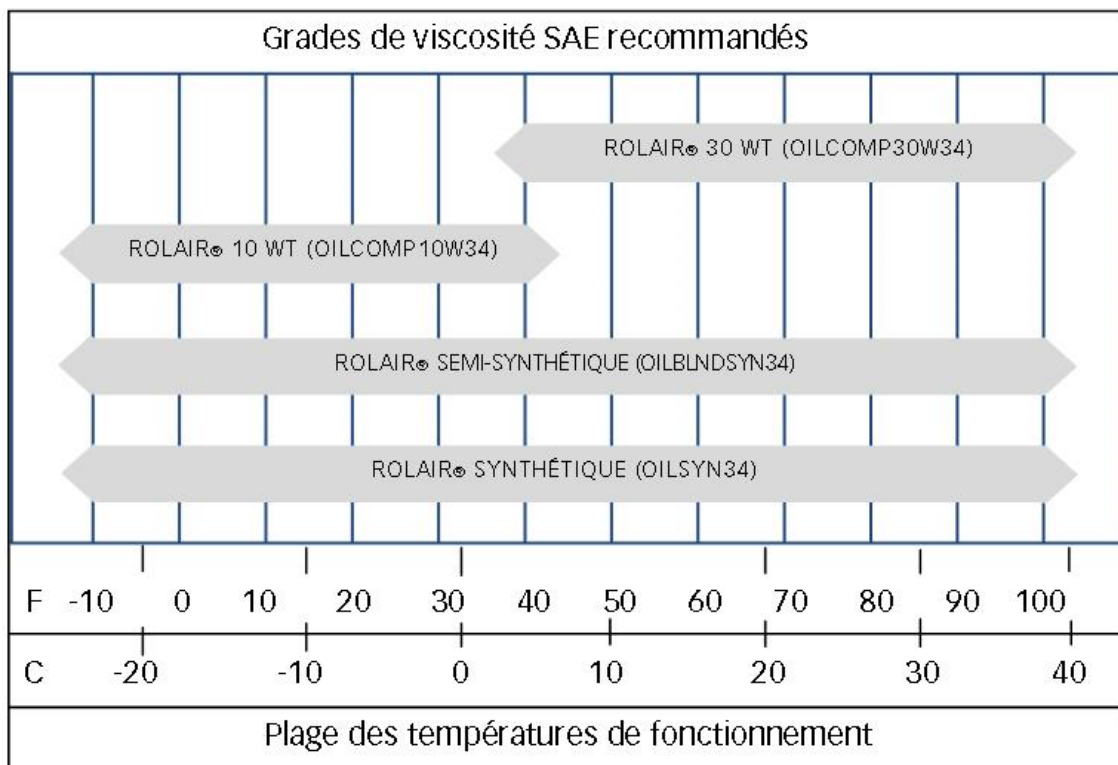 Grades de viscosité SAE recommandés
ROLAIR® 30 WT (OILCOMP30W34)
ROLAIR® 10 WT (OILCOMP10W34)
ROLAIR® SEMI-SYNTHÉTIQUE (OILBLNDSYN34)
ROLAIR® SYNTHÉTIQUE (OILSYN34)
F -10 0 10 20 30 40 50 60 70 80 90 100
C -20 -10 0 10 20 30 40
Plage des températures de fonctionnement